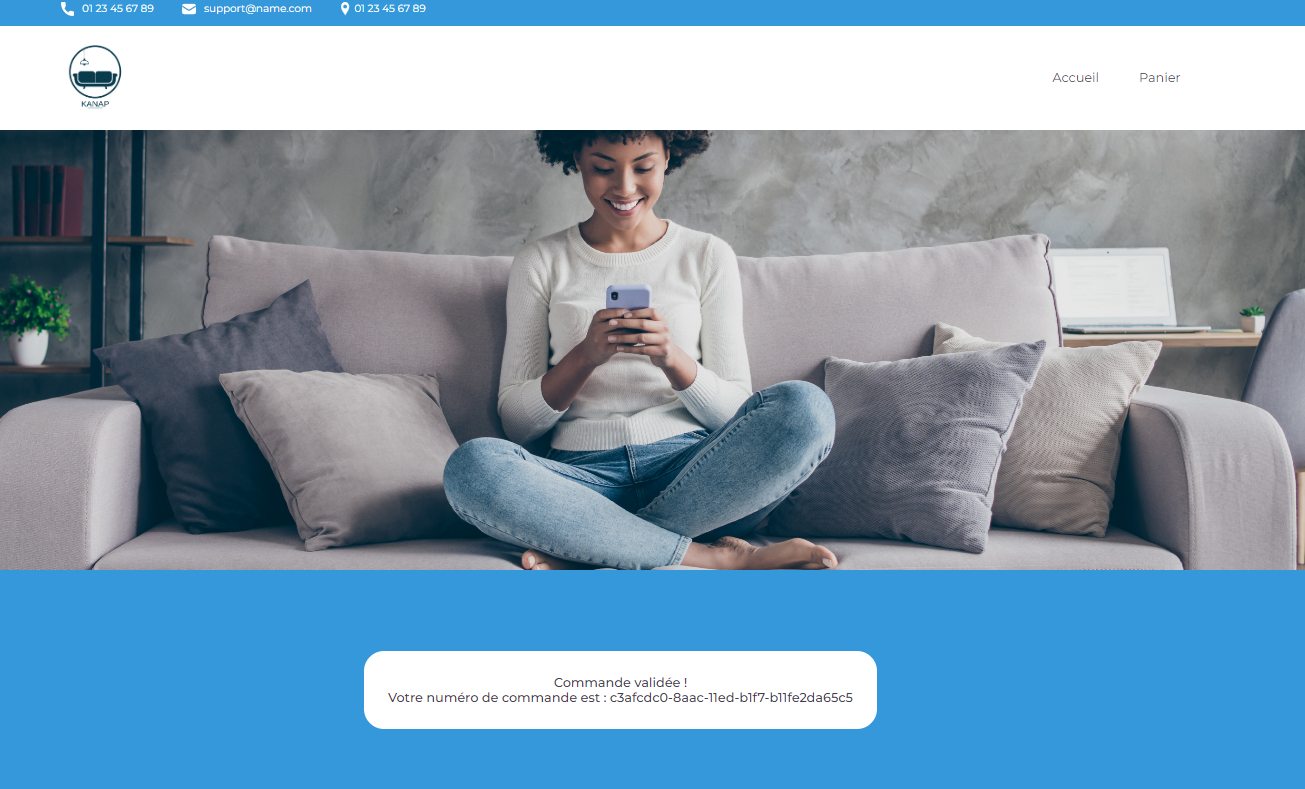 01 23 45 67 89
support@name.com
01 23 45 67 89
KANAP
Accueil
Panier
Commande validée !
Votre numéro de commande est : c3afcdc0-8aac-11ed-b1f7-b11fe2da65c5